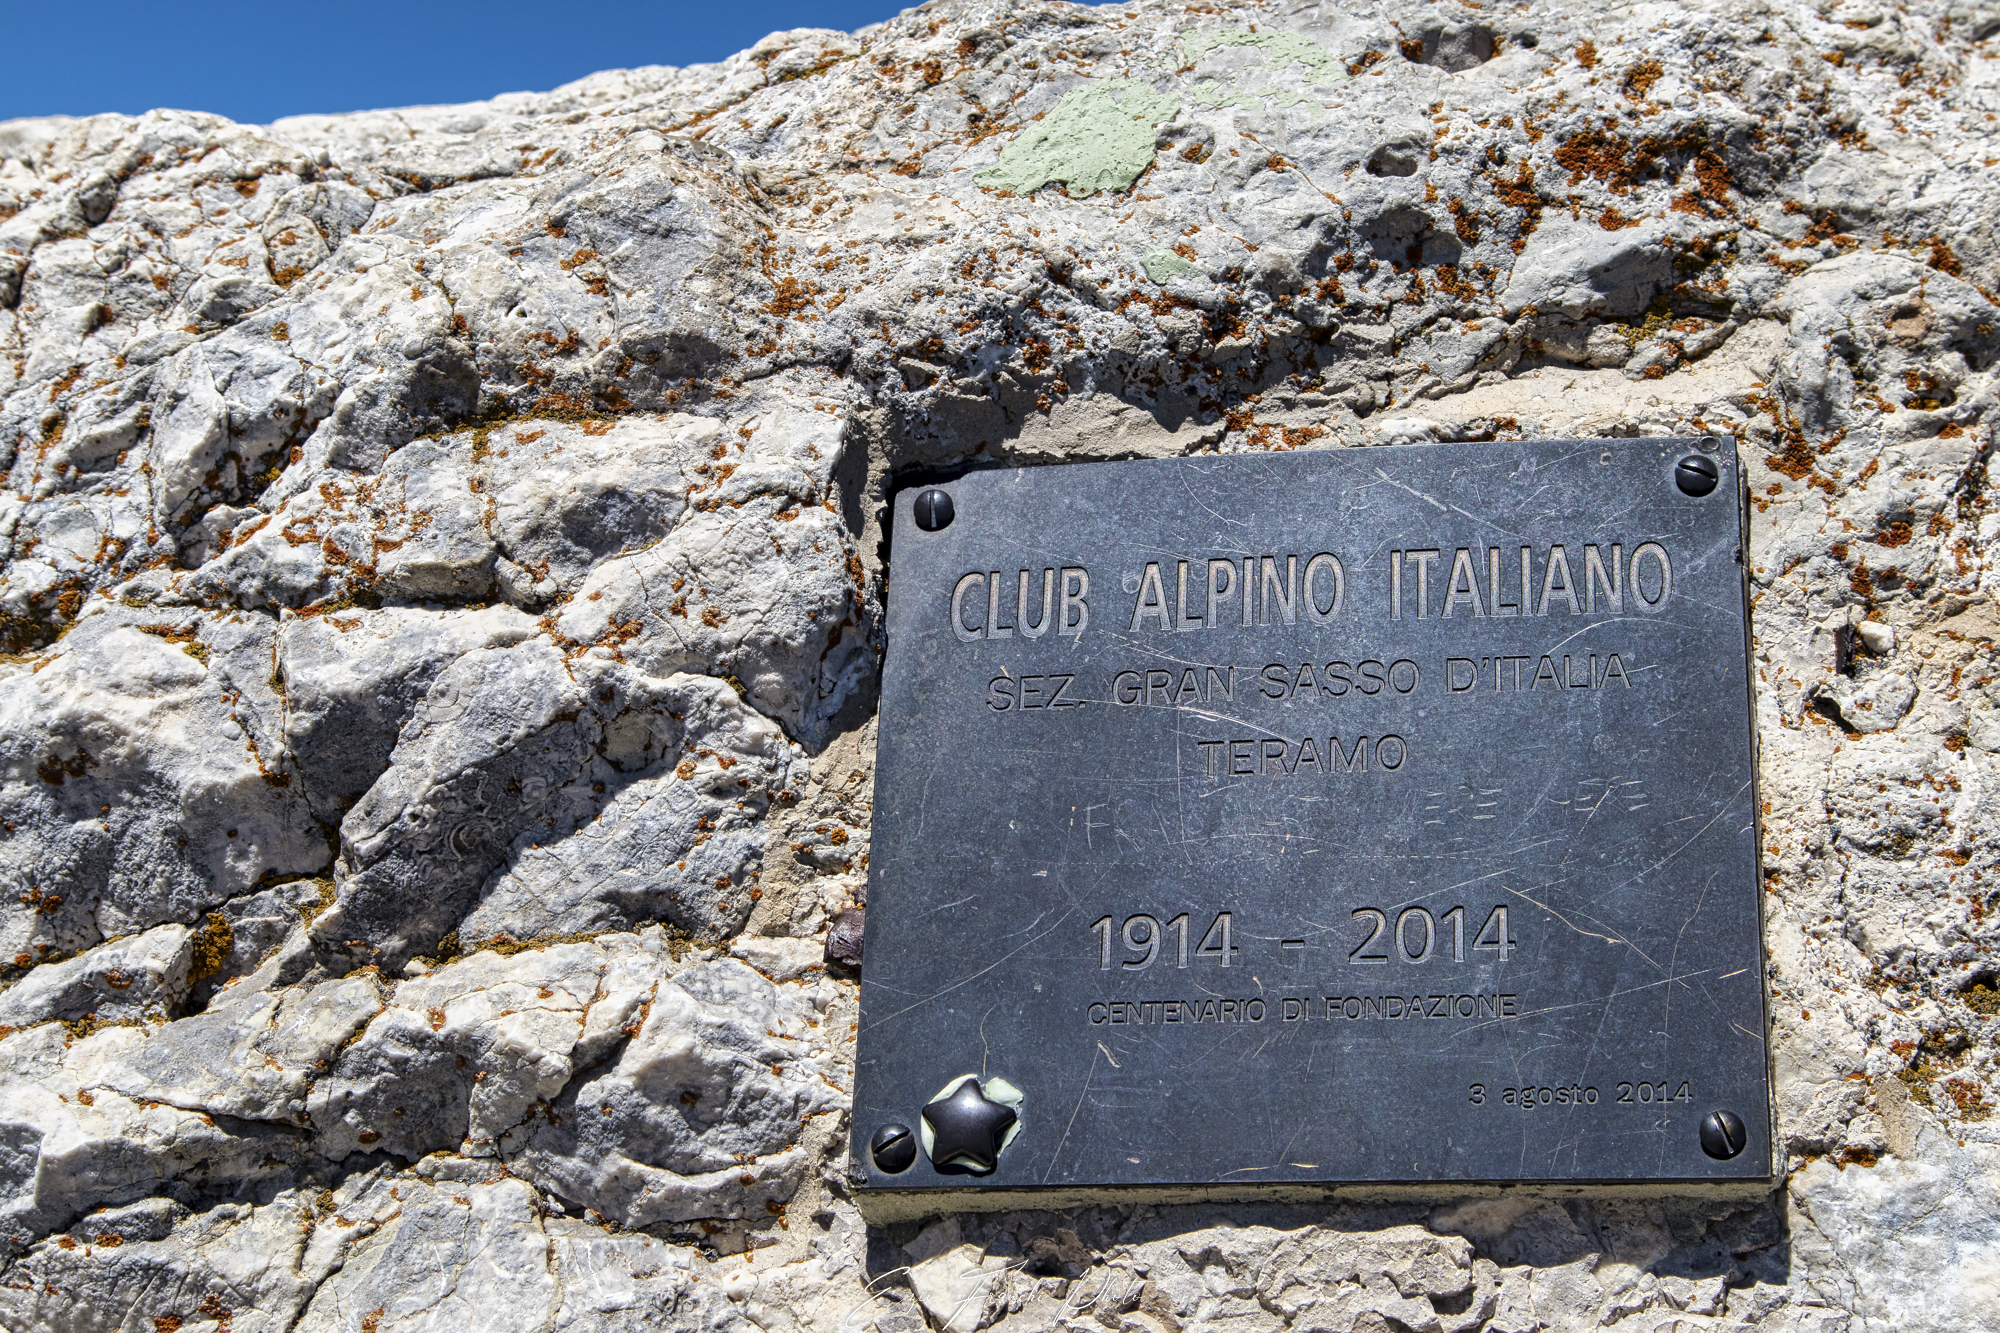 CLUB ALPINO ITALIANO
SEZ. GRAN SASSO D'ITALIA
TERAMO
1914 - 2014
CENTENARIO DI FONDAZIONE
3 agosto 2014